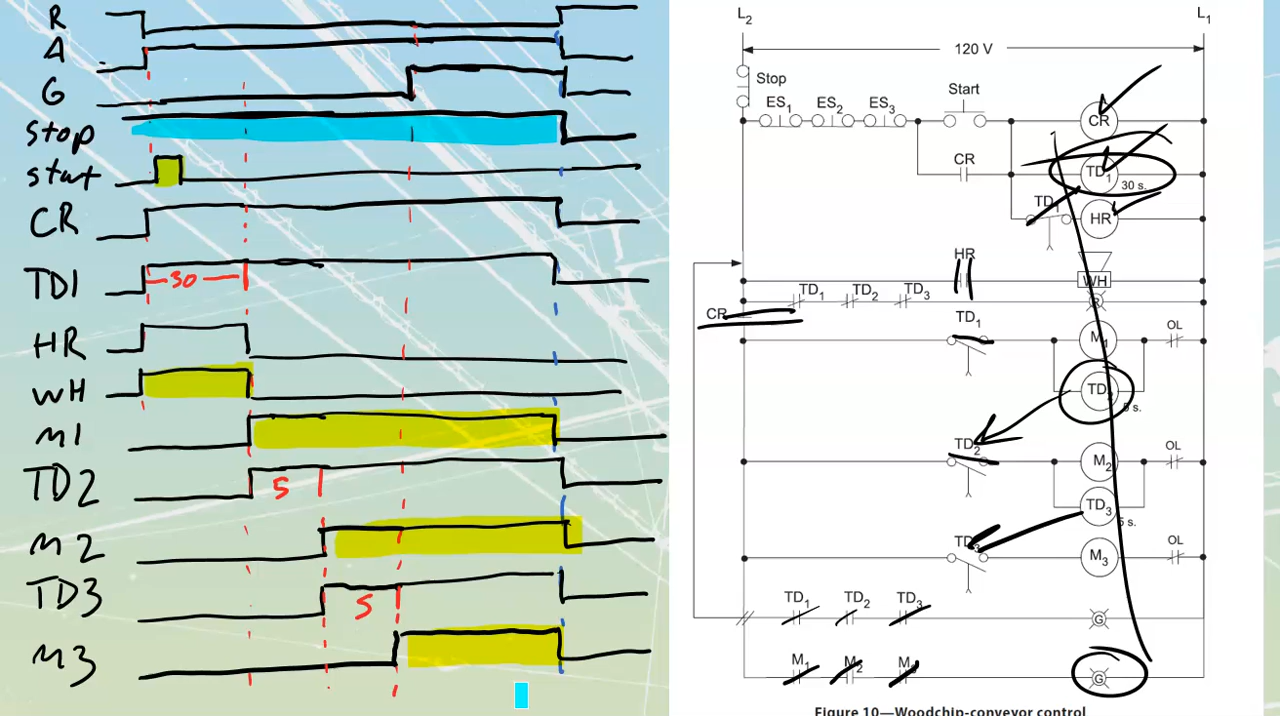 R
A
G
stop
start
CR
TD1
30
HR
WH
M1
TD2
5
M2
TD3
5
M3
L2 L1
120 V
Stop
ES1 ES2 ES3 Start
CR
CR
TD1
30 s.
TD1 HR
HR
WH
TD1 TD2 TD3
CR
TD1 M1 OL
TD2
5 s.
TD2 M2 OL
TD3
5 s.
TD3 M3 OL
TD1 TD2 TD3
G
M1 M2 M3
G
Figure 10—Woodchip-conveyor control